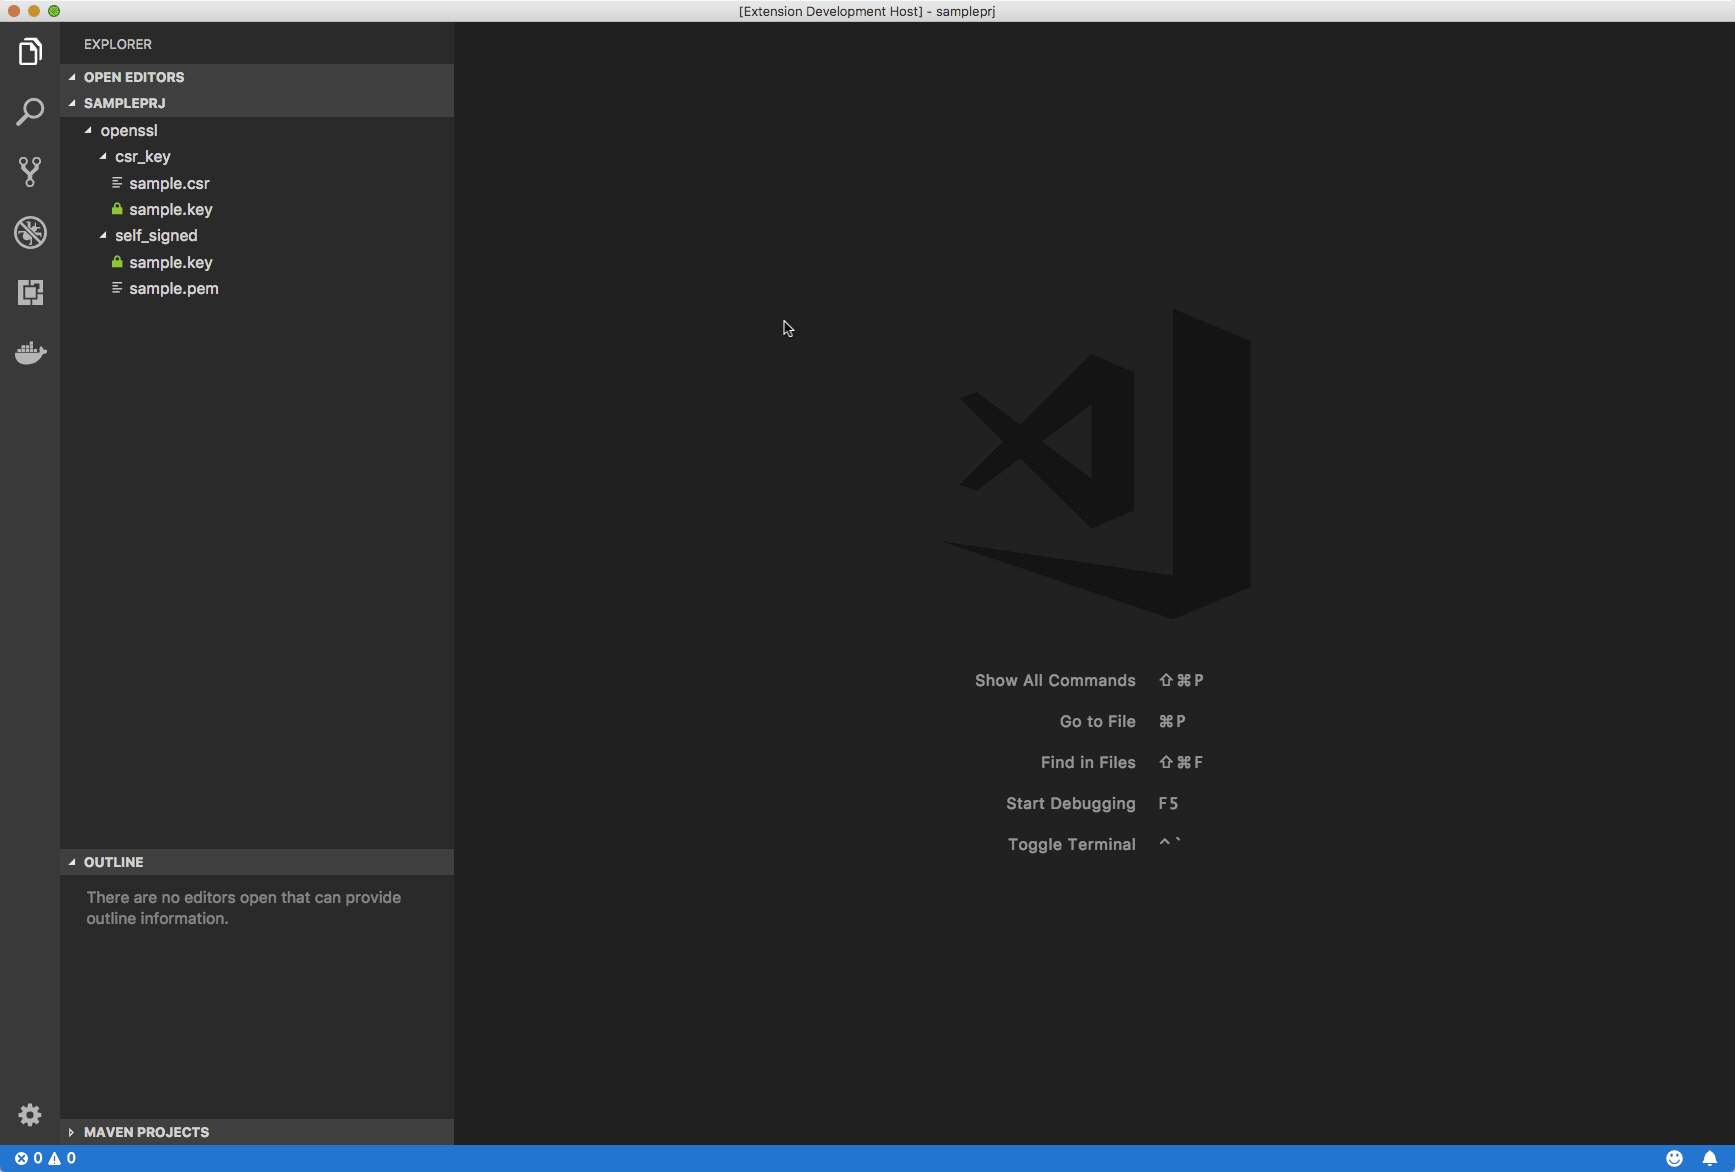 [Extension Development Host] - sampleprj
EXPLORER
OPEN EDITORS
SAMPLEPRJ
openssl
csr_key
sample.csr
sample.key
self_signed
sample.key
sample.pem
Show All Commands ⇧⌘P
Go to File ⌘P
Find in Files ⇧⌘F
Start Debugging F5
Toggle Terminal ^`
OUTLINE
There are no editors open that can provide
outline information.
MAVEN PROJECTS
0 0